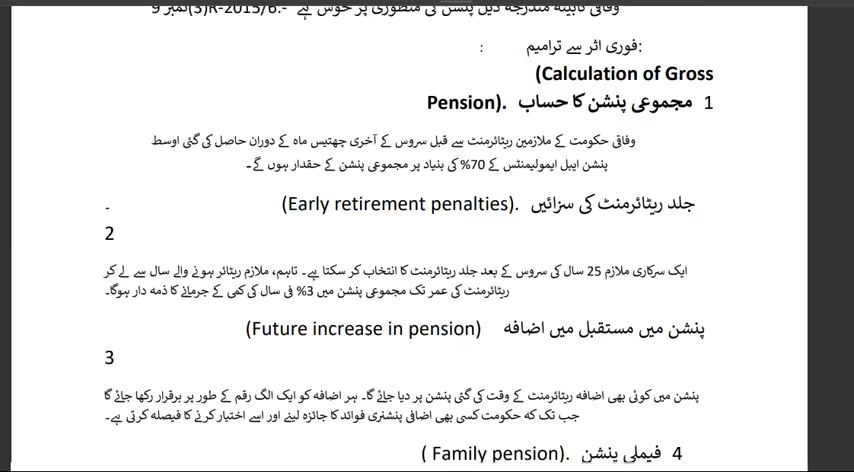 وفاقی کابینہ مندرجہ ذیل پنشن کی منظوری پر خوش ہے -:.R-2015/6(3)نمبر 9
فوری اثر سے ترامیم: :
(Calculation of Gross
1 مجموعی پنشن کا حساب .(Pension
وفاقی حکومت کے ملازمین ریٹائرمنٹ سے قبل سروس کے آخری چھتیس ماہ کے دوران حاصل کی گئی اوسط
پنشن ایبل ایمولیمنٹس کے 70% کی بنیاد پر مجموعی پنشن کے حقدار ہوں گے۔
جلد ریٹائرمنٹ کی سزائیں .(Early retirement penalties) -
2
ایک سرکاری ملازم 25 سال کی سروس کے بعد جلد ریٹائرمنٹ کا انتخاب کر سکتا ہے۔ تاہم، ملازم ریٹائر ہونے والے سال سے لے کر
ریٹائرمنٹ کی عمر تک مجموعی پنشن میں 3% فی سال کی کمی کے جرمانے کا ذمہ دار ہوگا۔
پنشن میں مستقبل میں اضافہ (Future increase in pension)
3
پنشن میں کوئی بھی اضافہ ریٹائرمنٹ کے وقت کی گئی پنشن پر دیا جائے گا۔ ہر اضافہ کو ایک الگ رقم کے طور پر برقرار رکھا جائے گا
جب تک کہ حکومت کسی بھی اضافی پنشنری فوائد کا جائزہ لینے اور اسے اختیار کرنے کا فیصلہ کرتی ہے۔
4 فیملی پنشن .(Family pension )